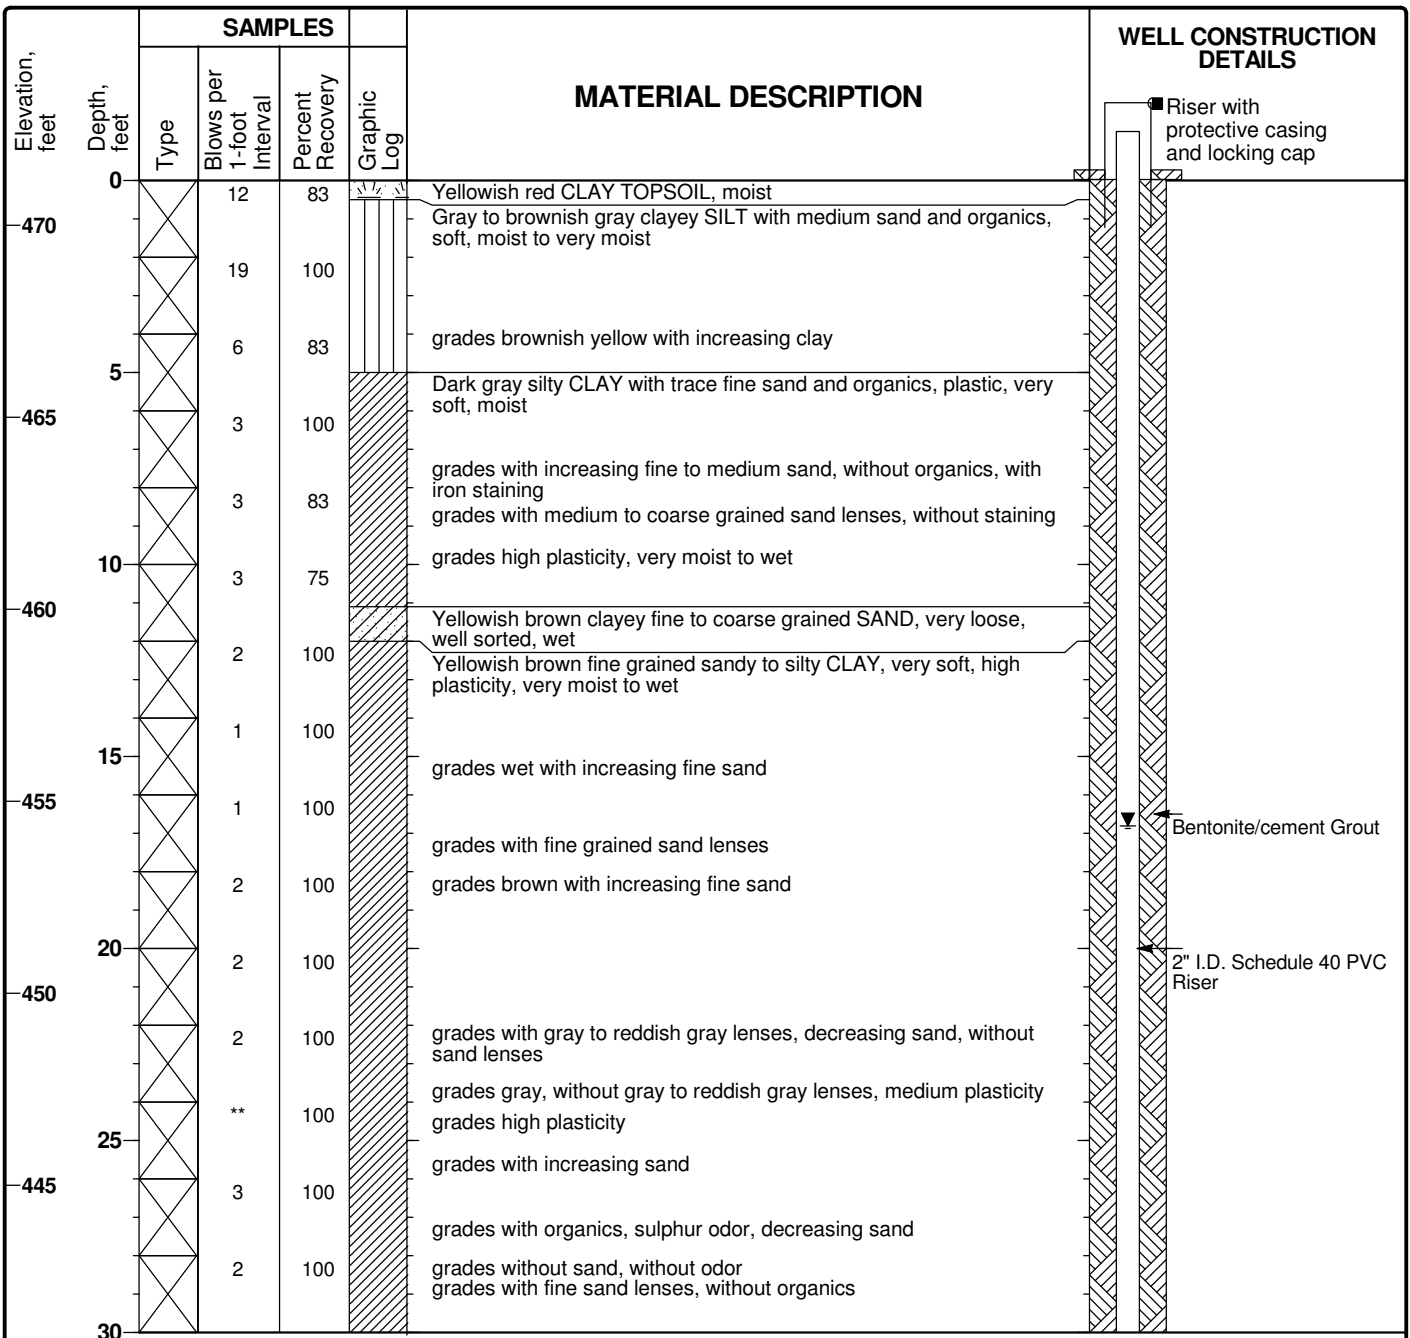 SAMPLES
WELL CONSTRUCTION
DETAILS
Elevation,
feet
Depth,
feet
Type
Blows per
1-foot
Interval
Percent
Recovery
Graphic
Log
MATERIAL DESCRIPTION
Riser with
protective casing
and locking cap
0
12
83
Yellowish red CLAY TOPSOIL, moist
470
Gray to brownish gray clayey SILT with medium sand and organics,
soft, moist to very moist
19
100
6
83
grades brownish yellow with increasing clay
5
Dark gray silty CLAY with trace fine sand and organics, plastic, very
soft, moist
465
3
100
grades with increasing fine to medium sand, without organics, with
iron staining
3
83
grades with medium to coarse grained sand lenses, without staining
grades high plasticity, very moist to wet
10
3
75
460
Yellowish brown clayey fine to coarse grained SAND, very loose,
well sorted, wet
2
100
Yellowish brown fine grained sandy to silty CLAY, very soft, high
plasticity, very moist to wet
1
100
15
grades wet with increasing fine sand
455
1
100
Bentonite/cement Grout
grades with fine grained sand lenses
2
100
grades brown with increasing fine sand
20
2
100
2" I.D. Schedule 40 PVC
Riser
450
2
100
grades with gray to reddish gray lenses, decreasing sand, without
sand lenses
grades gray, without gray to reddish gray lenses, medium plasticity
**
100
grades high plasticity
25
grades with increasing sand
445
3
100
grades with organics, sulphur odor, decreasing sand
2
100
grades without sand, without odor
grades with fine sand lenses, without organics
30